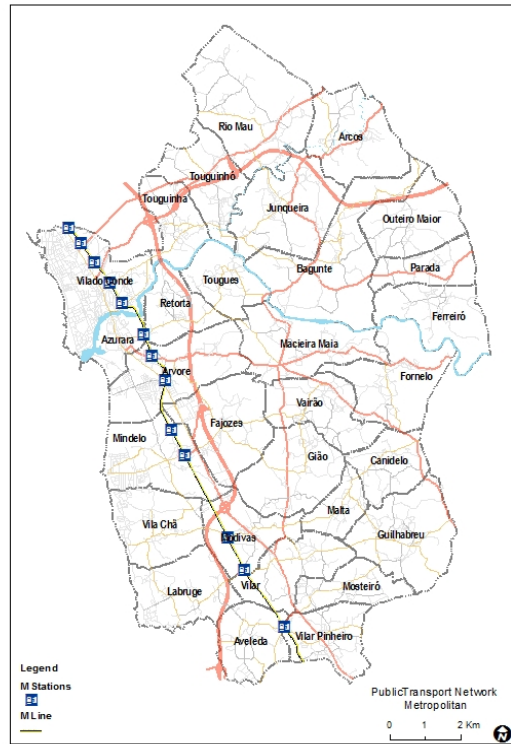 Rio Mau
Arcos
Touguinhó
Touguinha
Junqueira
Outeiro Maior
Bagunte
Parada
Vila do Conde
Tougues
Retorta
Ferreiró
Azurara
Macieira Maia
Arvore
Fornelo
Vairão
Fajozes
Mindelo
Gião
Canidelo
Malta
Vila Chã
Guilhabreu
Modivas
Labruge
Vilar
Mosteiró
Aveleda
Vilar Pinheiro
Legend
M Stations
M Line
PublicTransport Network
Metropolitan
0 1 2 Km
N